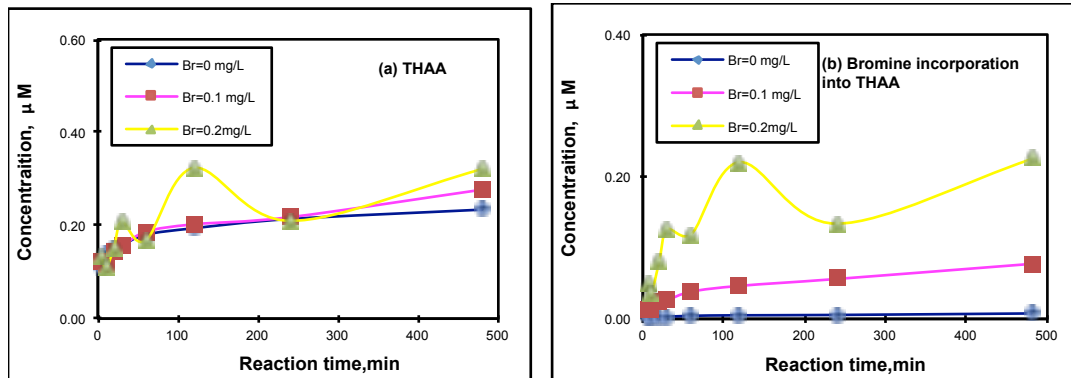 0.60
0.40
0.20
0.00
0
100
200
300
400
500
Concentraition, μ M
Reaction time,min
Br=0 mg/L
Br=0.1 mg/L
Br=0.2mg/L
(a) THAA
0.40
0.20
0.00
0
100
200
300
400
500
Concentraition, μ M
Reaction time,min
Br=0 mg/L
Br=0.1 mg/L
Br=0.2mg/L
(b) Bromine incorporation
into THAA